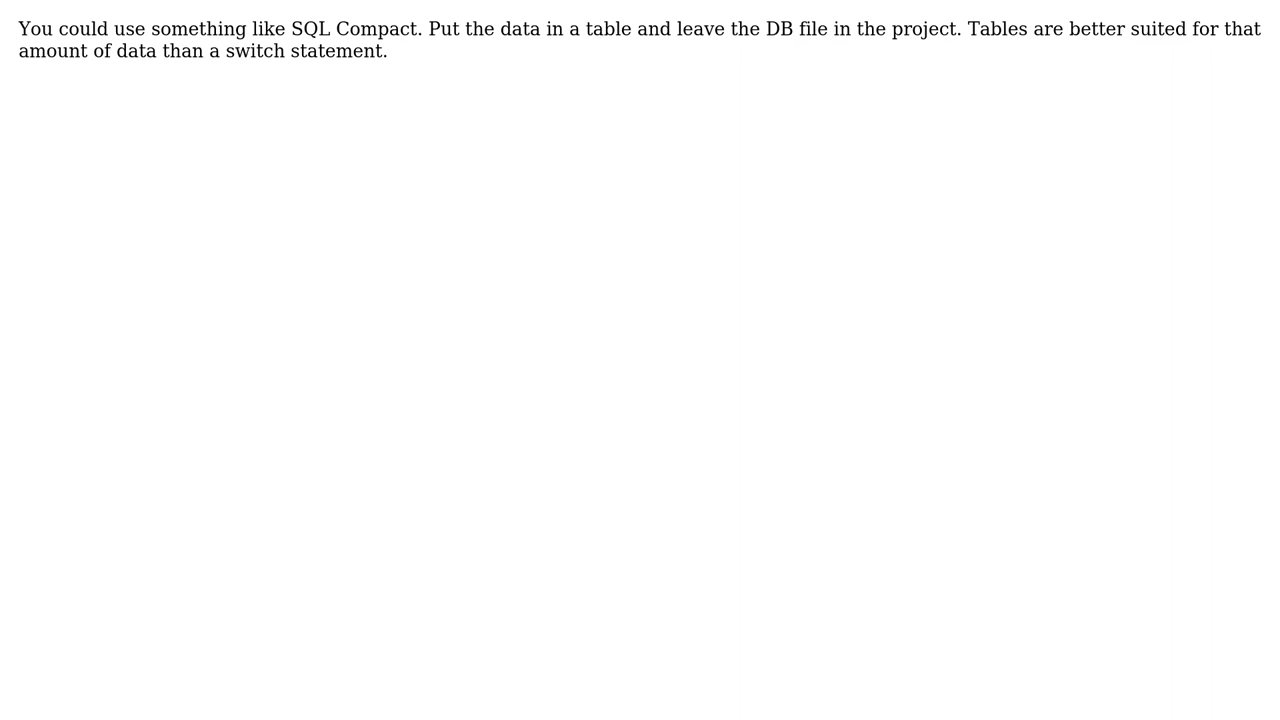 You could use something like SQL Compact. Put the data in a table and leave the DB file in the project. Tables are better suited for that
amount of data than a switch statement.